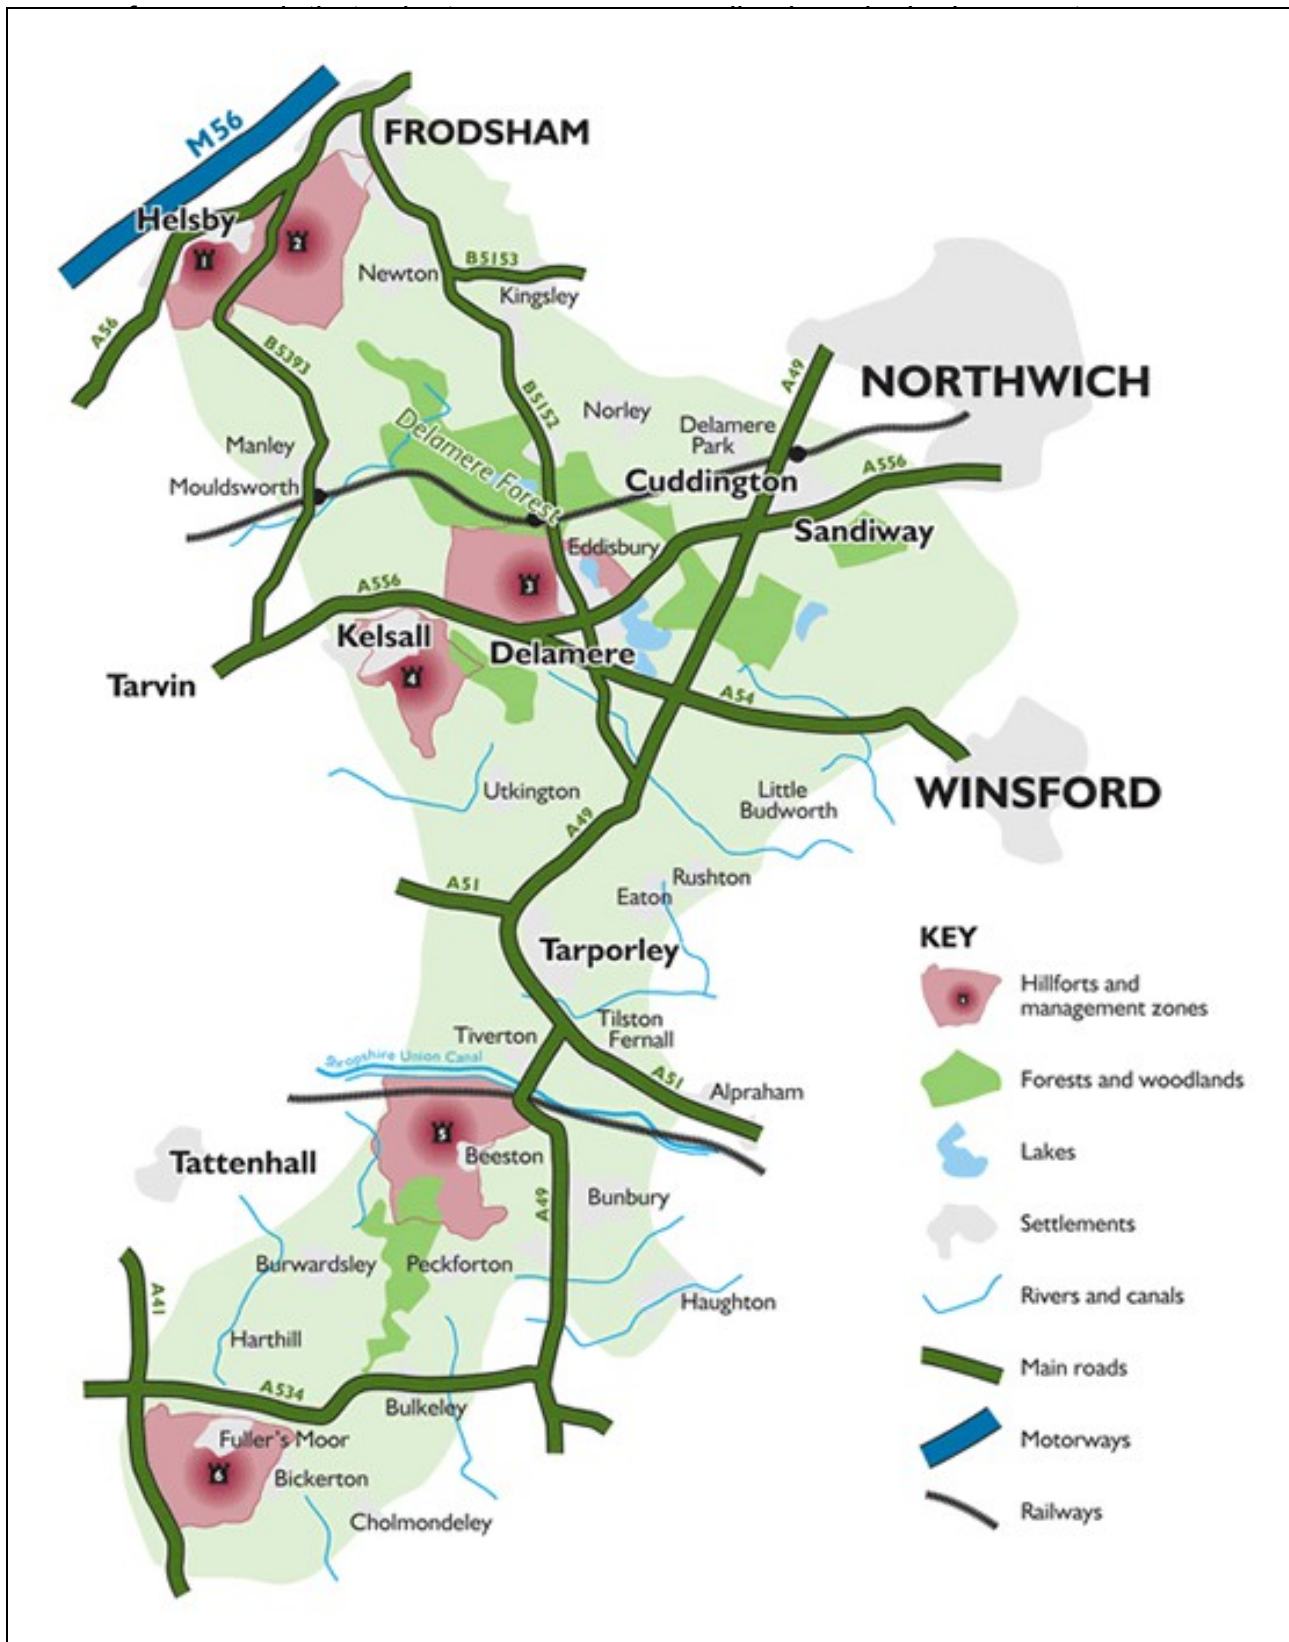 M56
FRODSHAM
Helsby
2
1
Newton
B5153
Kingsley
A56
B5393
A49
NORTHWICH
B5152
Norley
Delamere
Park
Delamere Forest
Manley
Mouldsworth
Cuddington
A556
Sandiway
Eddisbury
3
A556
Kelsall
Delamere
4
Tarvin
A54
Utkington
Little
Budworth
WINSFORD
A49
A51
Rushton
Eaton
Tarporley
KEY
Hillforts and
management zones
Tiverton
Tilston
Fernall
Shropshire Union Canal
A51
Alpraham
Forests and woodlands
5
Beeston
Tattenhall
Lakes
A49
Bunbury
Settlements
Burwardsley
Peckforton
Haughton
Rivers and canals
A41
Harthill
A534
Bulkeley
Main roads
Fuller's Moor
6
Bickerton
Motorways
Cholmondeley
Railways